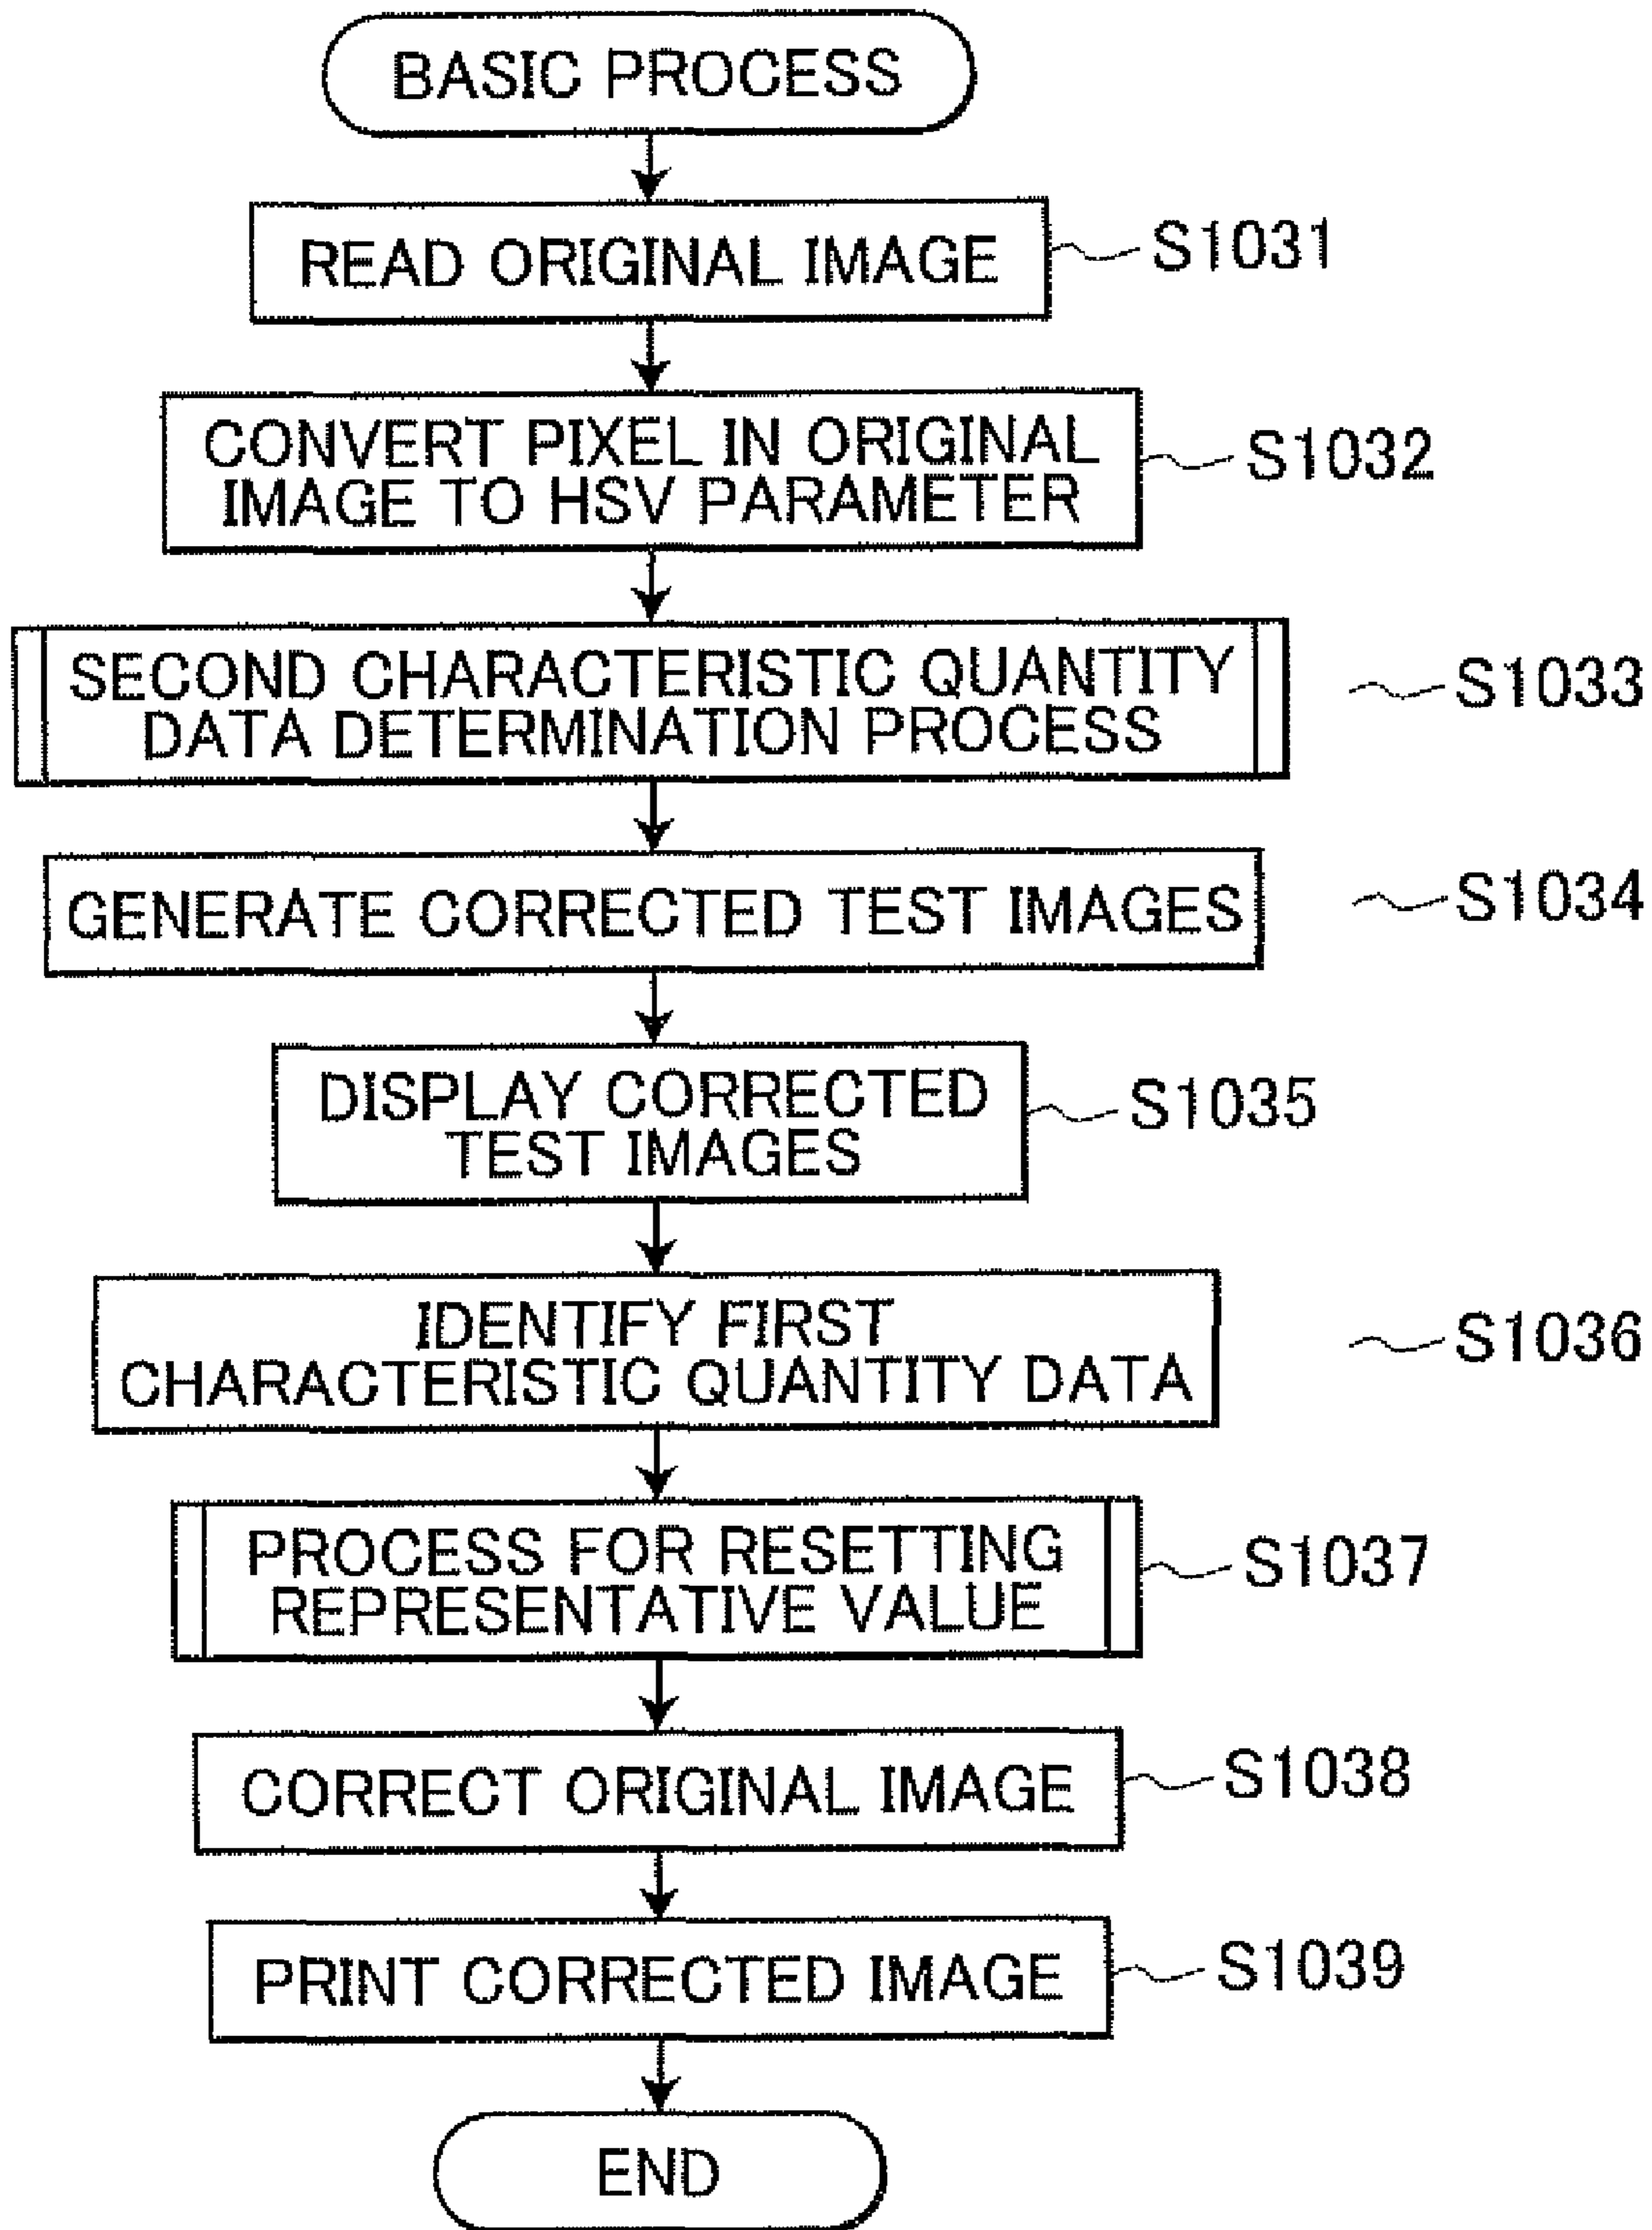 BASIC PROCESS
READ ORIGINAL IMAGE
S1031
CONVERT PIXEL IN ORIGINAL
IMAGE TO HSV PARAMETER
S1032
SECOND CHARACTERISTIC QUANTITY
DATA DETERMINATION PROCESS
S1033
GENERATE CORRECTED TEST IMAGES
S1034
DISPLAY CORRECTED
TEST IMAGES
S1035
IDENTIFY FIRST
CHARACTERISTIC QUANTITY DATA
S1036
PROCESS FOR RESETTING
REPRESENTATIVE VALUE
S1037
CORRECT ORIGINAL IMAGE
S1038
PRINT CORRECTED IMAGE
S1039
END